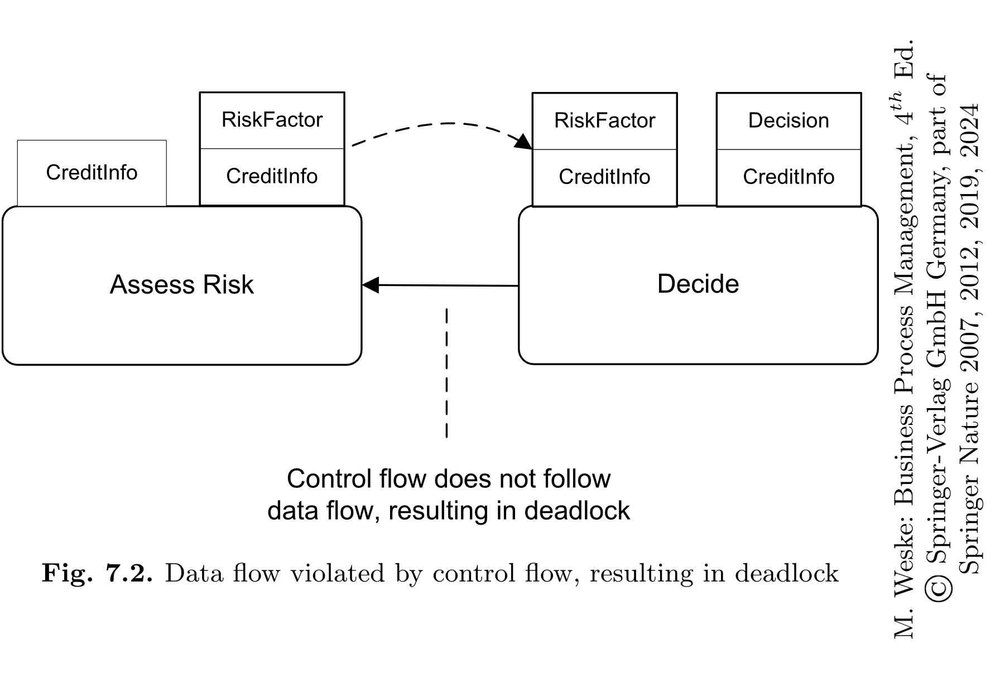 RiskFactor
CreditInfo
CreditInfo
RiskFactor
CreditInfo
Decision
CreditInfo
Assess Risk
Decide
Control flow does not follow
data flow, resulting in deadlock
Fig. 7.2. Data flow violated by control flow, resulting in deadlock
M. Weske: Business Process Management, 4th Ed.
© Springer-Verlag GmbH Germany, part of
Springer Nature 2007, 2012, 2019, 2024